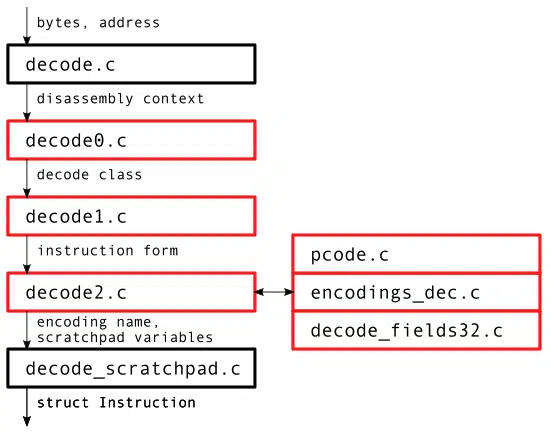 bytes, address
decode.c
disassembly context
decode0.c
decode class
decode1.c
instruction form
decode2.c
pcode.c
encodings_dec.c
decode_fields32.c
encoding name,
scratchpad variables
decode_scratchpad.c
struct Instruction